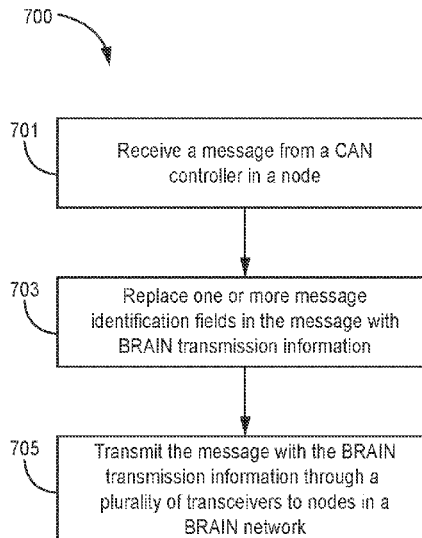 700
701
Receive a message from a CAN
controller in a node
703
Replace one or more message
identification fields in the message with
BRAIN transmission information
705
Transmit the message with the BRAIN
transmission information through a
plurality of transceivers to nodes in a
BRAIN network